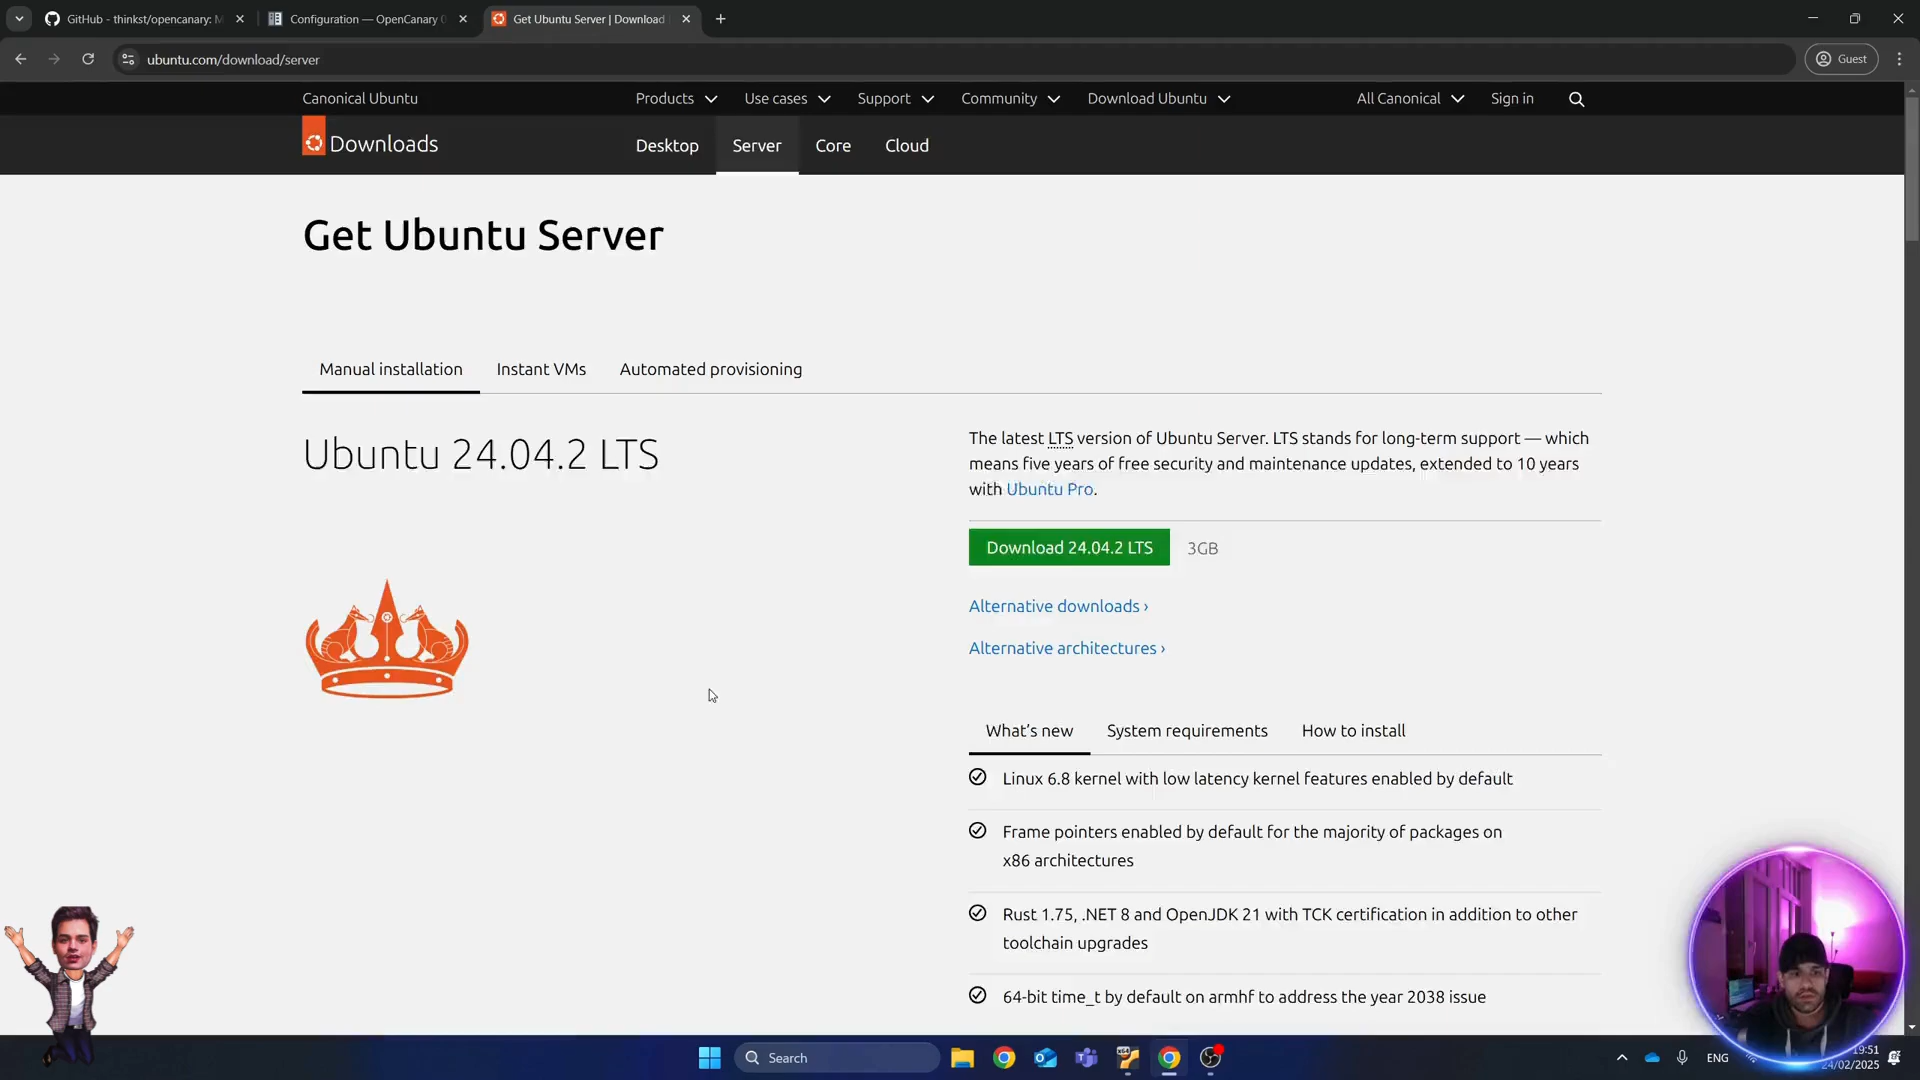 GitHub - thinkst/opencanary: M
Configuration — OpenCanary 0
Get Ubuntu Server | Download
ubuntu.com/download/server
Guest
Canonical Ubuntu
Products
Use cases
Support
Community
Download Ubuntu
All Canonical
Sign in
Downloads
Desktop
Server
Core
Cloud
Get Ubuntu Server
Manual installation
Instant VMs
Automated provisioning
Ubuntu 24.04.2 LTS
The latest LTS version of Ubuntu Server. LTS stands for long-term support — which
means five years of free security and maintenance updates, extended to 10 years
with Ubuntu Pro.
Download 24.04.2 LTS
3GB
Alternative downloads ›
Alternative architectures ›
What's new
System requirements
How to install
Linux 6.8 kernel with low latency kernel features enabled by default
Frame pointers enabled by default for the majority of packages on
x86 architectures
Rust 1.75, .NET 8 and OpenJDK 21 with TCK certification in addition to other
toolchain upgrades
64-bit time_t by default on armhf to address the year 2038 issue
Search
ENG
19:51
24/02/2025